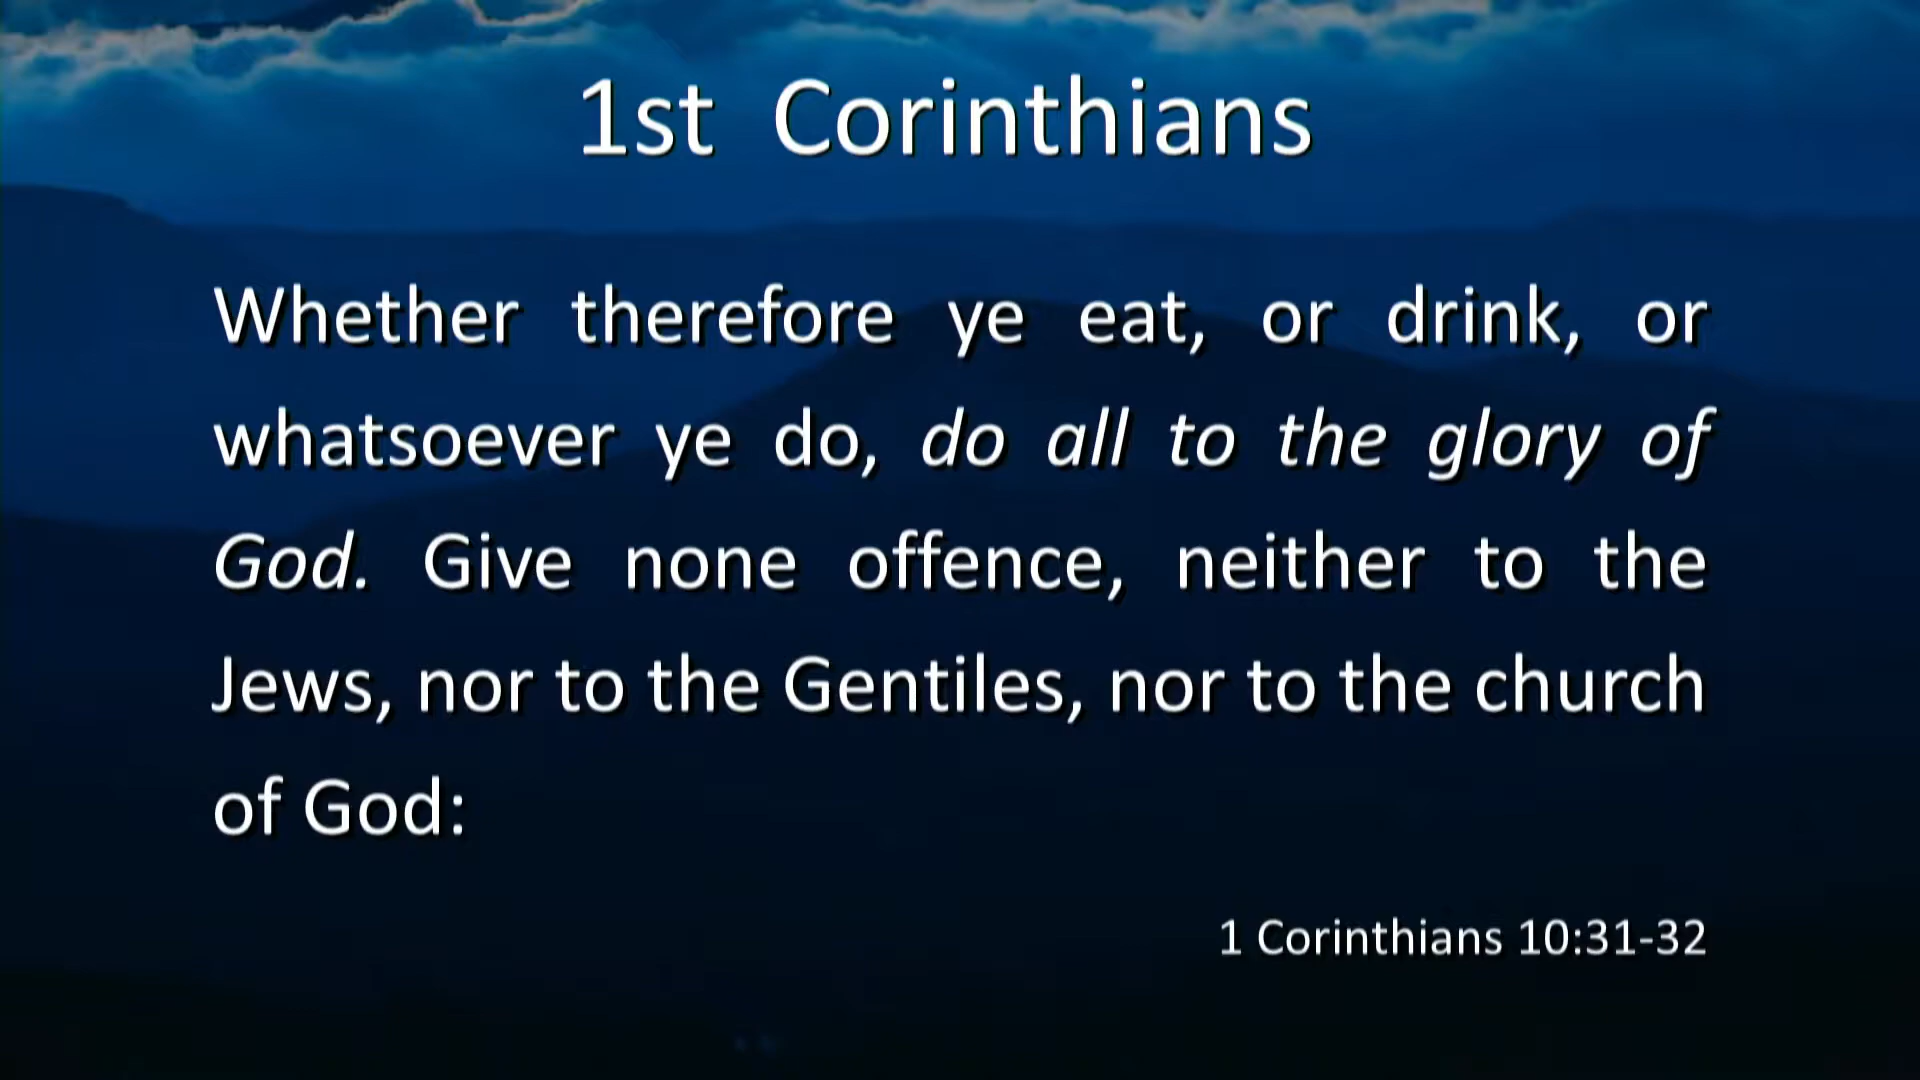 1st Corinthians
Whether therefore ye eat, or drink, or
whatsoever ye do, do all to the glory of
God. Give none offence, neither to the
Jews, nor to the Gentiles, nor to the church
of God:
1 Corinthians 10:31-32